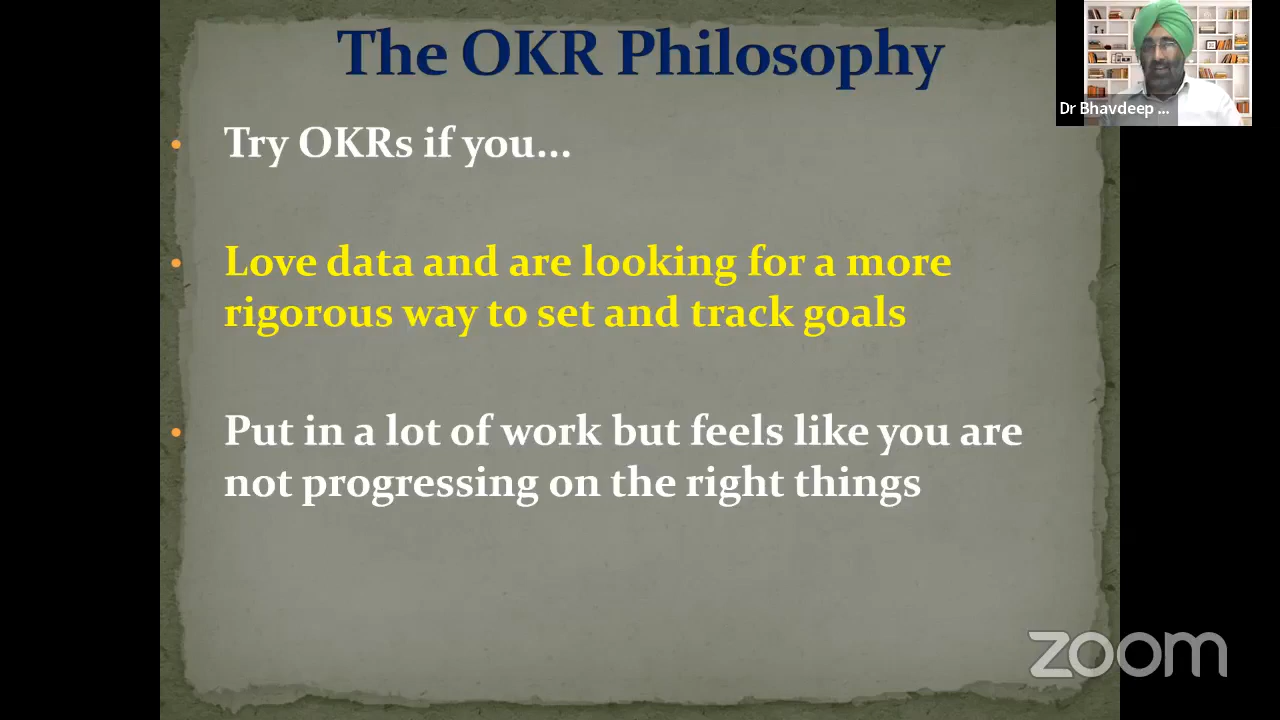 The OKR Philosophy
Dr Bhavdeep ...
Try OKRs if you...
Love data and are looking for a more
rigorous way to set and track goals
Put in a lot of work but feels like you are
not progressing on the right things
zoom